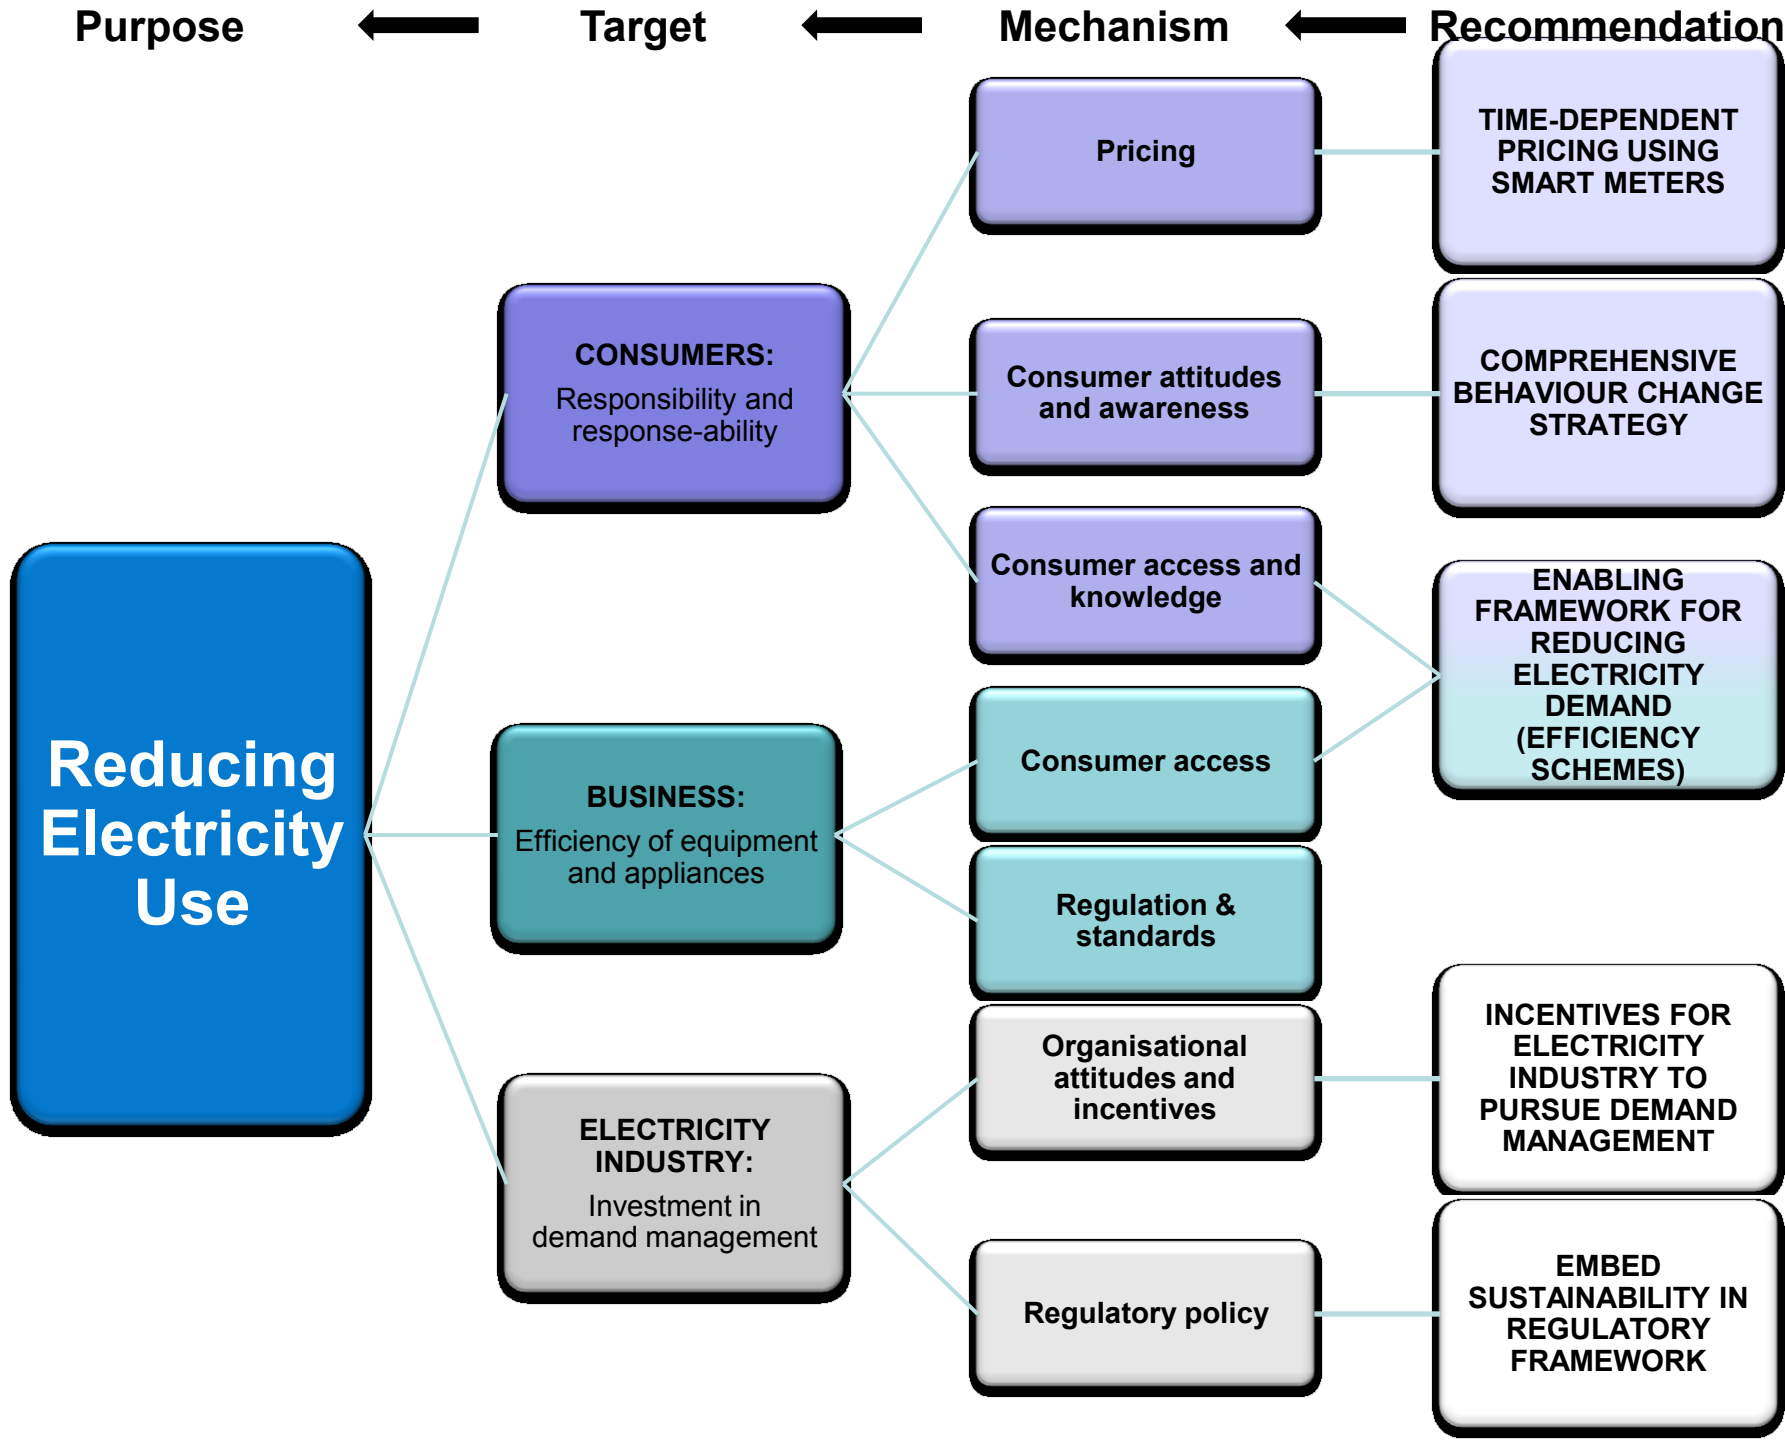 Purpose
Target
Mechanism
Recommendation
Reducing
Electricity
Use
CONSUMERS:
Responsibility and
response-ability
BUSINESS:
Efficiency of equipment
and appliances
ELECTRICITY
INDUSTRY:
Investment in
demand management
Pricing
Consumer attitudes
and awareness
Consumer access and
knowledge
Consumer access
Regulation &
standards
Organisational
attitudes and
incentives
Regulatory policy
TIME-DEPENDENT
PRICING USING
SMART METERS
COMPREHENSIVE
BEHAVIOUR CHANGE
STRATEGY
ENABLING
FRAMEWORK FOR
REDUCING
ELECTRICITY
DEMAND
(EFFICIENCY
SCHEMES)
INCENTIVES FOR
ELECTRICITY
INDUSTRY TO
PURSUE DEMAND
MANAGEMENT
EMBED
SUSTAINABILITY IN
REGULATORY
FRAMEWORK